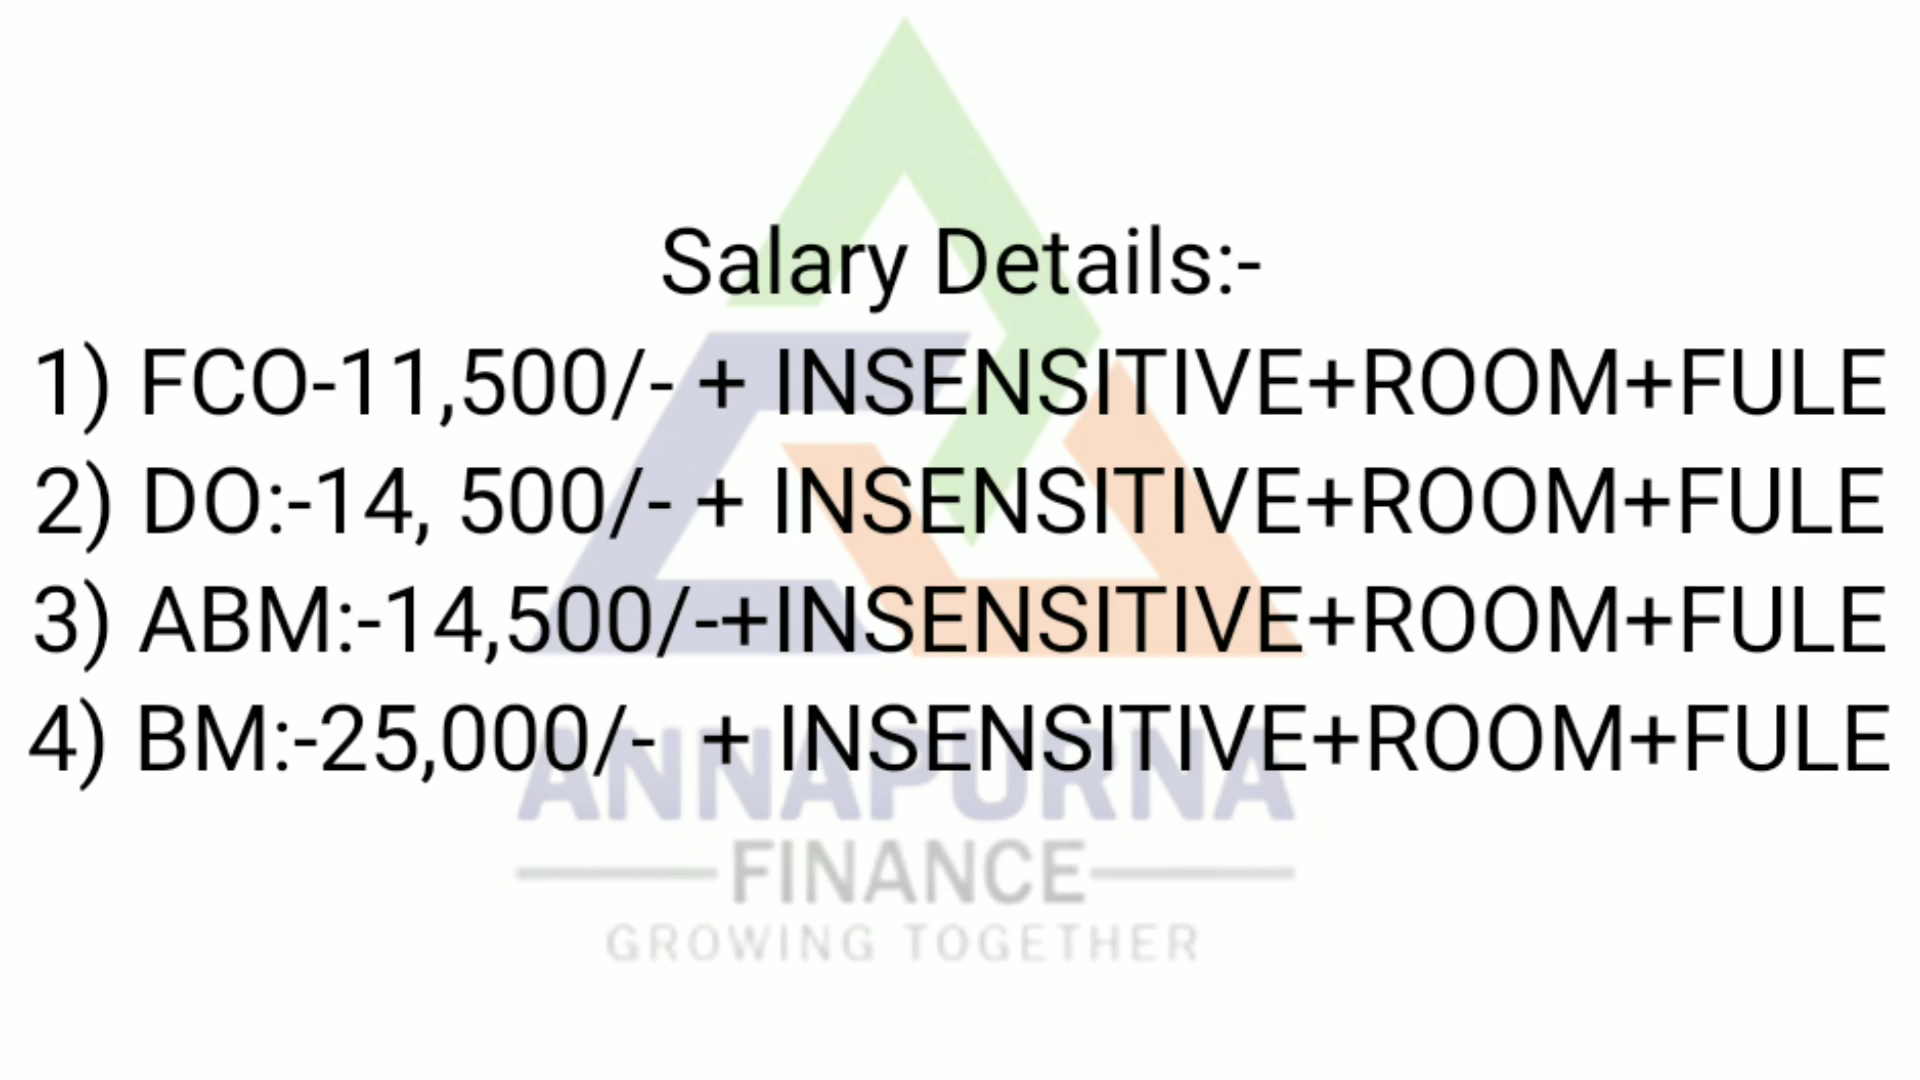 Salary Details:-
1) FCO-11,500/- + INSENSITIVE+ROOM+FULE
2) DO:-14, 500/- + INSENSITIVE+ROOM+FULE
3) ABM:-14,500/-+INSENSITIVE+ROOM+FULE
4) BM:-25,000/- + INSENSITIVE+ROOM+FULE
ANNAPURNA
FINANCE
GROWING TOGETHER